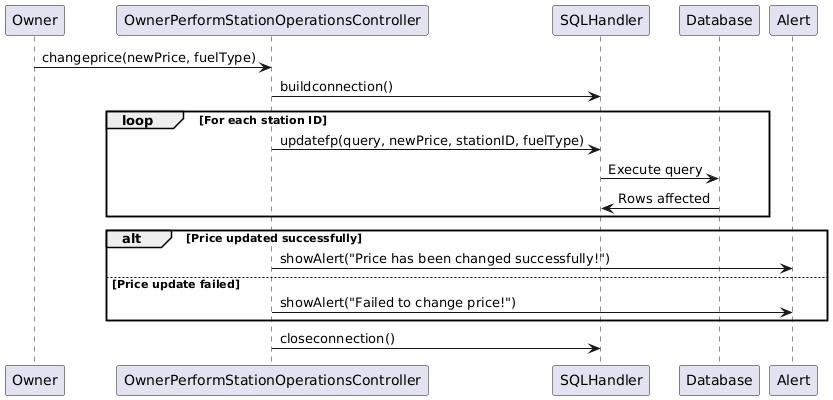 Owner OwnerPerformStationOperationsController SQLHandler Database Alert
changeprice(newPrice, fuelType)
buildconnection()
loop [For each station ID]
updatefp(query, newPrice, stationID, fuelType)
Execute query
Rows affected
alt [Price updated successfully]
showAlert("Price has been changed successfully!")
[Price update failed]
showAlert("Failed to change price!")
closeconnection()
Owner OwnerPerformStationOperationsController SQLHandler Database Alert